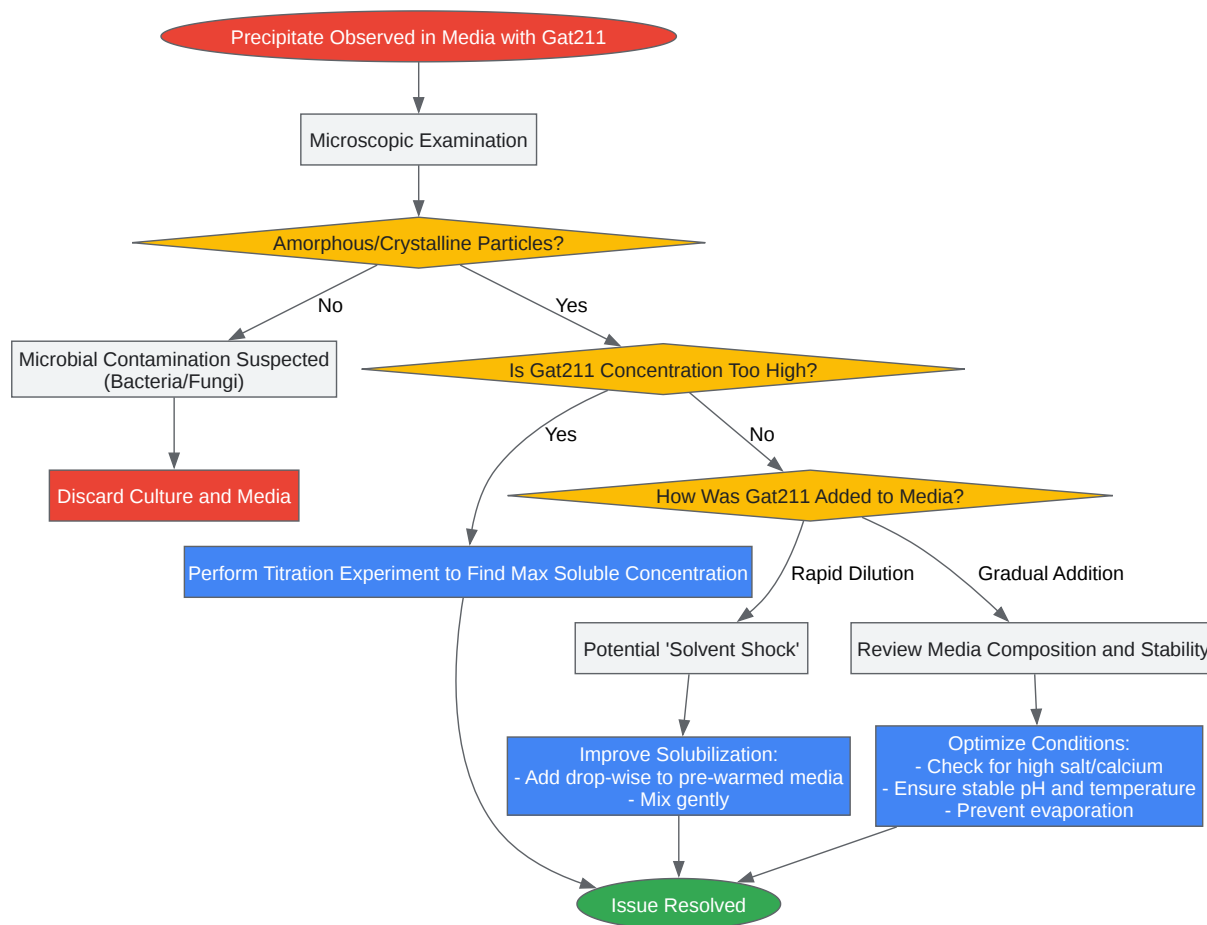 Precipitate Observed in Media with Gat211
Microscopic Examination
Amorphous/Crystalline Particles?
No
Yes
Microbial Contamination Suspected
(Bacteria/Fungi)
Is Gat211 Concentration Too High?
Yes
No
Discard Culture and Media
How Was Gat211 Added to Media?
Perform Titration Experiment to Find Max Soluble Concentration
Rapid Dilution
Gradual Addition
Potential 'Solvent Shock'
Review Media Composition and Stability
Improve Solubilization:
- Add drop-wise to pre-warmed media
- Mix gently
Optimize Conditions:
- Check for high salt/calcium
- Ensure stable pH and temperature
- Prevent evaporation
Issue Resolved